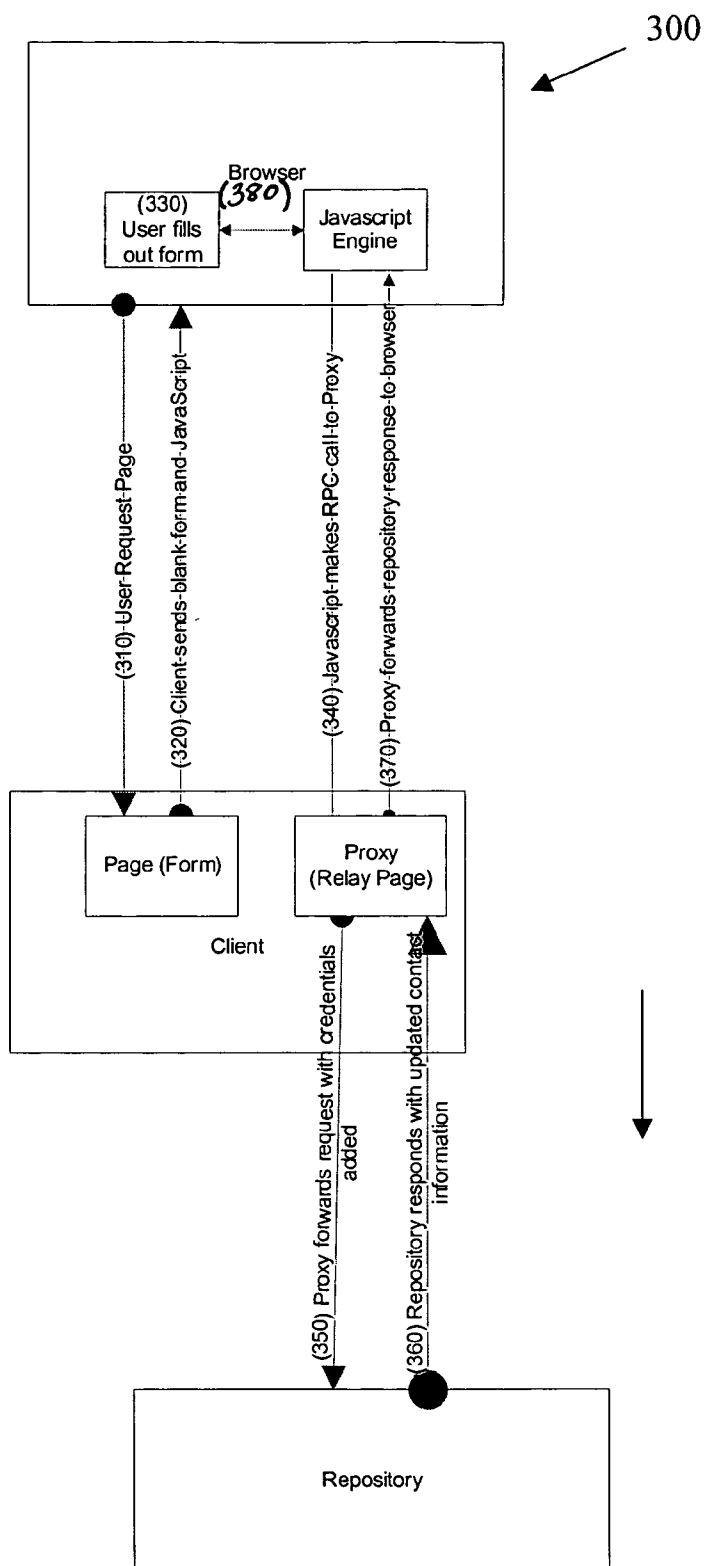 300
Browser
(380)
(330)
User fills
out form
Javascript
Engine
(310) User Request Page
(320) Client sends blank form and JavaScript
(340) Javascript makes RPC call to Proxy
(370) Proxy forwards repository response to browser
Page (Form)
Proxy
(Relay Page)
Client
(350) Proxy forwards request with credentials
added
(360) Repository responds with updated contact
information
Repository